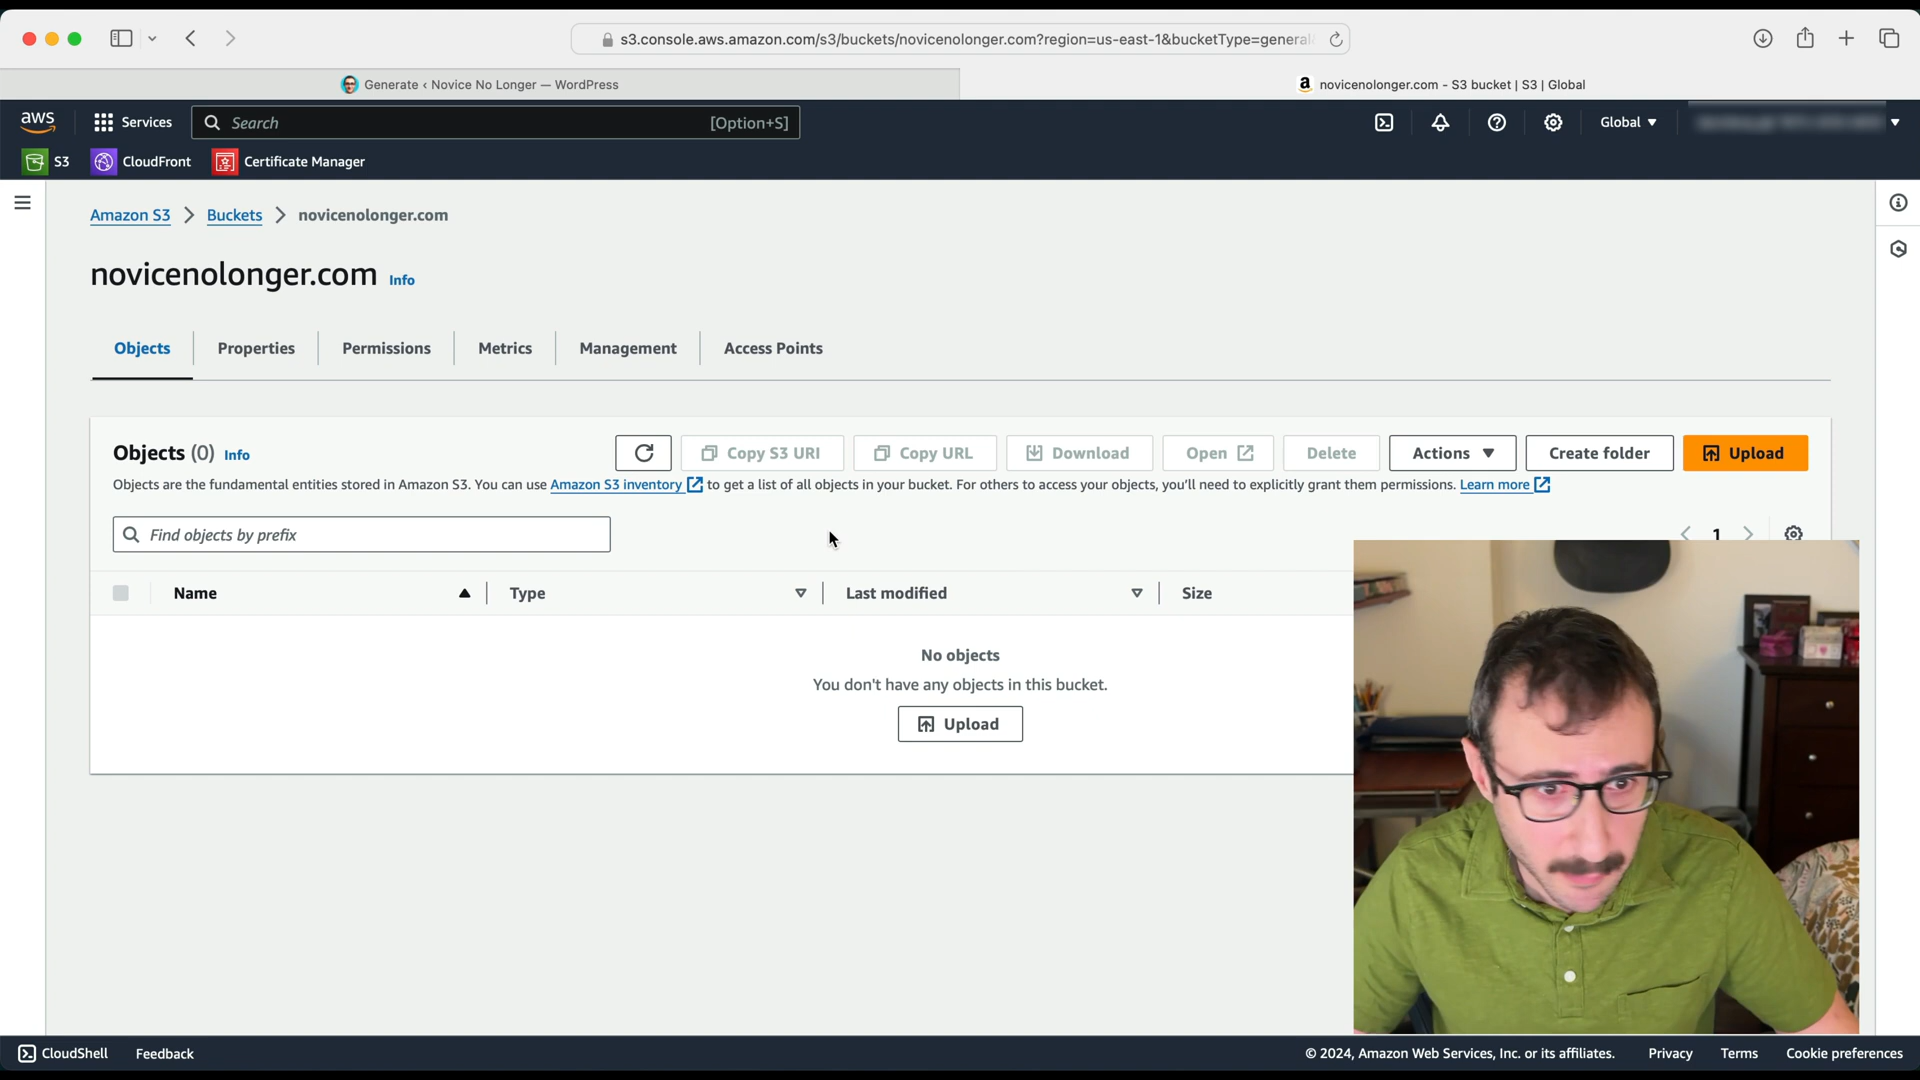 s3.console.aws.amazon.com/s3/buckets/novicenolonger.com?region=us-east-1&bucketType=general
Generate ‹ Novice No Longer — WordPress
a novicenolonger.com - S3 bucket | S3 | Global
aws
Services
Search
[Option+S]
Global
S3
CloudFront
Certificate Manager
Amazon S3
Buckets
novicenolonger.com
novicenolonger.com Info
Objects
Properties
Permissions
Metrics
Management
Access Points
Objects (0) Info
Copy S3 URI
Copy URL
Download
Open
Delete
Actions
Create folder
Upload
Objects are the fundamental entities stored in Amazon S3. You can use Amazon S3 inventory to get a list of all objects in your bucket. For others to access your objects, you'll need to explicitly grant them permissions. Learn more
Find objects by prefix
1
Name
Type
Last modified
Size
No objects
You don't have any objects in this bucket.
Upload
CloudShell
Feedback
© 2024, Amazon Web Services, Inc. or its affiliates.
Privacy
Terms
Cookie preferences